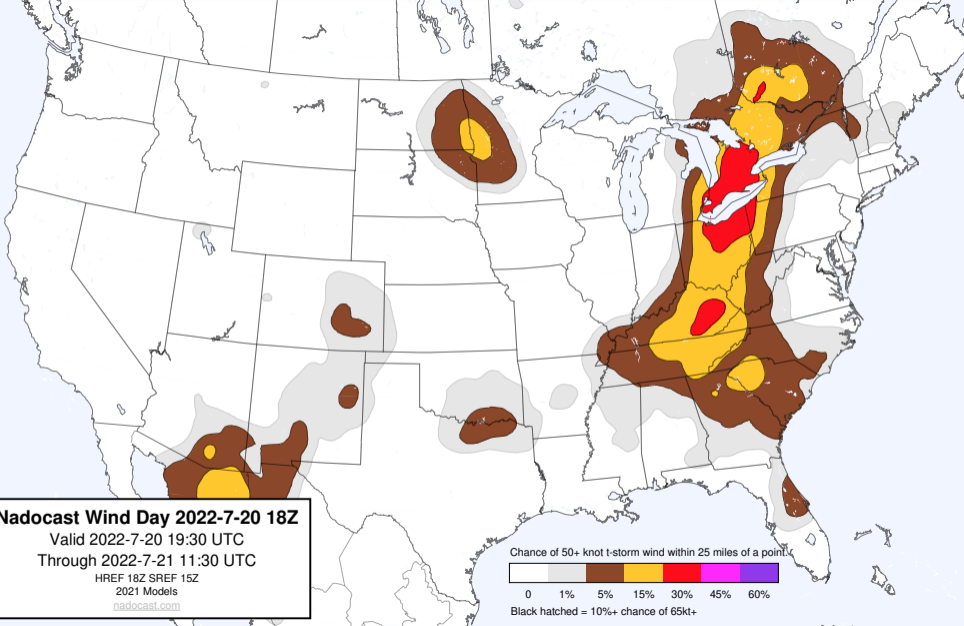 Nadocast Wind Day 2022-7-20 18Z
Valid 2022-7-20 19:30 UTC
Through 2022-7-21 11:30 UTC
HREF 18Z SREF 15Z
2021 Models
nadocast.com
Chance of 50+ knot t-storm wind within 25 miles of a point.
0 1% 5% 15% 30% 45% 60%
Black hatched = 10%+ chance of 65kt+